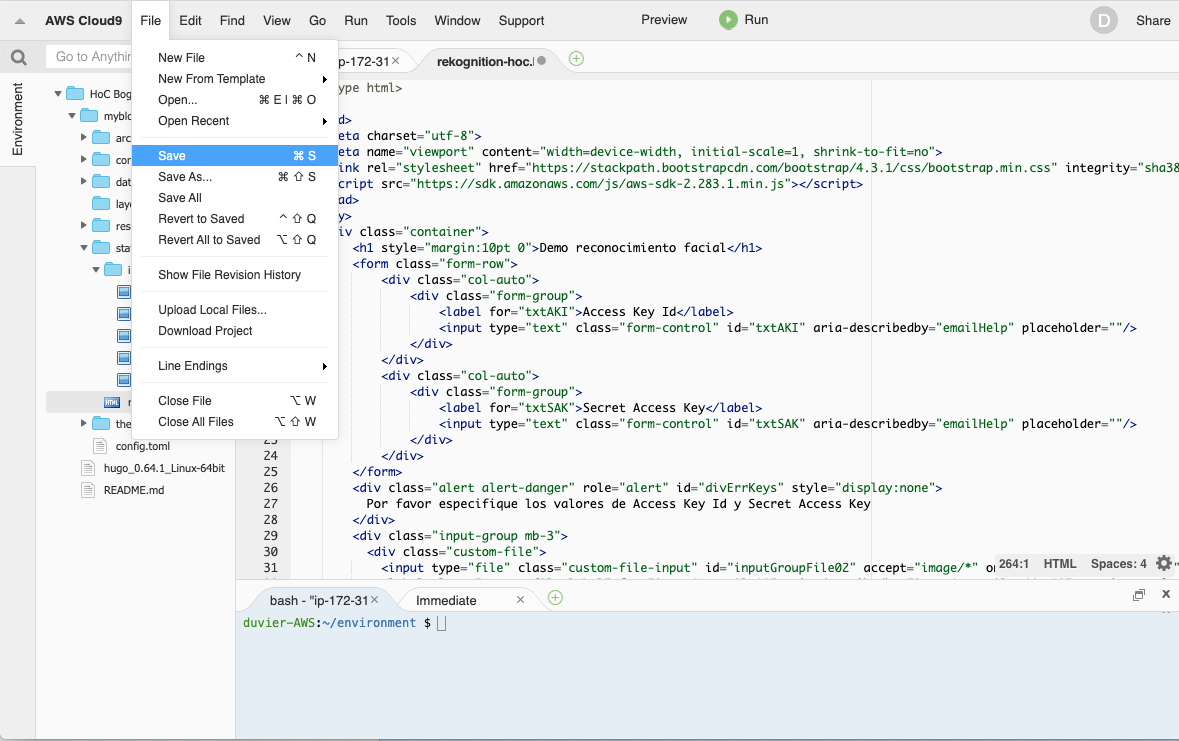 AWS Cloud9 File Edit Find View Go Run Tools Window Support Preview Run D Share
Go to Anythin
Environment
HoC Bog
myblo
arc
con
dat
laye
res
sta
i
HTML r
the
config.toml
hugo_0.64.1_Linux-64bit
README.md
New File ^ N
New From Template
Open... ⌘ E | ⌘ O
Open Recent
Save ⌘ S
Save As... ⌘ ⇧ S
Save All
Revert to Saved ^ ⇧ Q
Revert All to Saved ⌥ ⇧ Q
Show File Revision History
Upload Local Files...
Download Project
Line Endings
Close File ⌥ W
Close All Files ⌥ ⇧ W
p-172-31× rekognition-hoc.
ype html>
d>
eta charset="utf-8">
eta name="viewport" content="width=device-width, initial-scale=1, shrink-to-fit=no">
ink rel="stylesheet" href="https://stackpath.bootstrapcdn.com/bootstrap/4.3.1/css/bootstrap.min.css" integrity="sha38
cript src="https://sdk.amazonaws.com/js/aws-sdk-2.283.1.min.js"></script>
ad>
y>
iv class="container">
<h1 style="margin:10pt 0">Demo reconocimiento facial</h1>
<form class="form-row">
<div class="col-auto">
<div class="form-group">
<label for="txtAKI">Access Key Id</label>
<input type="text" class="form-control" id="txtAKI" aria-describedby="emailHelp" placeholder=""/>
</div>
</div>
<div class="col-auto">
<div class="form-group">
<label for="txtSAK">Secret Access Key</label>
<input type="text" class="form-control" id="txtSAK" aria-describedby="emailHelp" placeholder=""/>
23 </div>
24 </div>
25 </form>
26 <div class="alert alert-danger" role="alert" id="divErrKeys" style="display:none">
27 Por favor especifique los valores de Access Key Id y Secret Access Key
28 </div>
29 <div class="input-group mb-3">
30 <div class="custom-file">
31 <input type="file" class="custom-file-input" id="inputGroupFile02" accept="image/*" on
264:1 HTML Spaces: 4
bash - "ip-172-31× Immediate ×
duvier-AWS:~/environment $